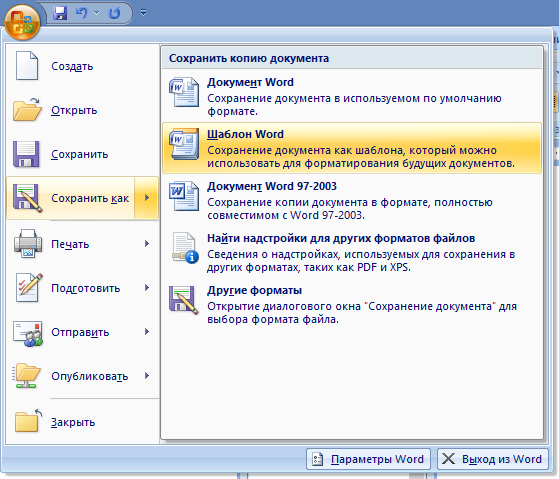 Создать
Открыть
Сохранить
Сохранить как
Печать
Подготовить
Отправить
Опубликовать
Закрыть
Сохранить копию документа
Документ Word
Сохранение документа в используемом по умолчанию
формате.
Шаблон Word
Сохранение документа как шаблона, который можно
использовать для форматирования будущих документов.
Документ Word 97-2003
Сохранение копии документа в формате, полностью
совместимом с Word 97-2003.
Найти надстройки для других форматов файлов
Сведения о надстройках, используемых для сохранения в
других форматах, таких как PDF и XPS.
Другие форматы
Открытие диалогового окна "Сохранение документа" для
выбора формата файла.
Параметры Word
Выход из Word